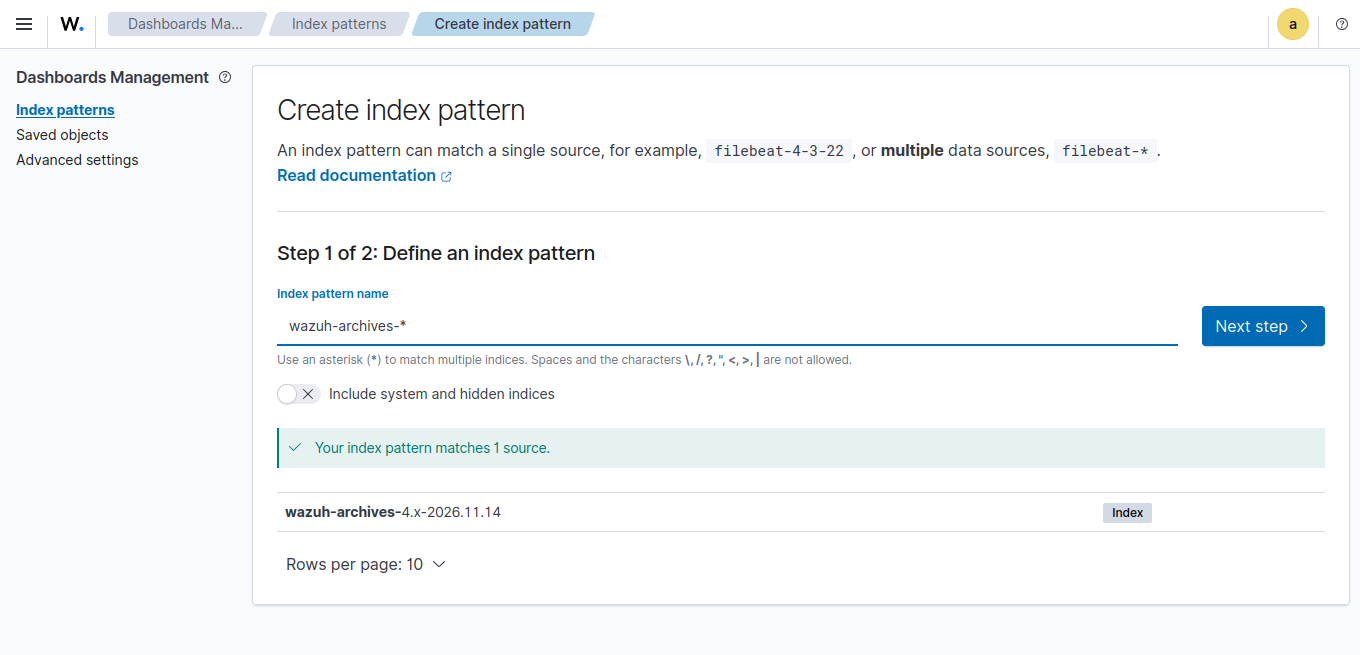 W.
Dashboards Ma...
Index patterns
Create index pattern
a
Dashboards Management
Index patterns
Saved objects
Advanced settings
Create index pattern
An index pattern can match a single source, for example, filebeat-4-3-22 , or multiple data sources, filebeat-* .
Read documentation
Step 1 of 2: Define an index pattern
Index pattern name
wazuh-archives-*
Next step
Use an asterisk (*) to match multiple indices. Spaces and the characters \, /, ?, ", <, >, | are not allowed.
Include system and hidden indices
Your index pattern matches 1 source.
wazuh-archives-4.x-2026.11.14
Index
Rows per page: 10